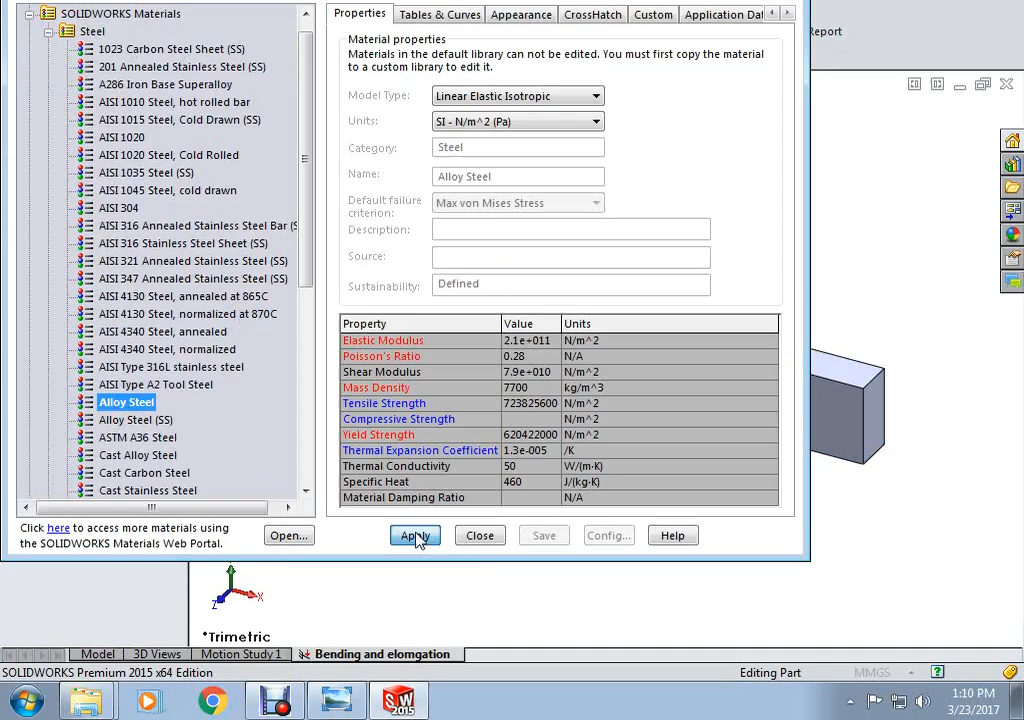 SOLIDWORKS Materials
Steel
1023 Carbon Steel Sheet (SS)
201 Annealed Stainless Steel (SS)
A286 Iron Base Superalloy
AISI 1010 Steel, hot rolled bar
AISI 1015 Steel, Cold Drawn (SS)
AISI 1020
AISI 1020 Steel, Cold Rolled
AISI 1035 Steel (SS)
AISI 1045 Steel, cold drawn
AISI 304
AISI 316 Annealed Stainless Steel Bar (S
AISI 316 Stainless Steel Sheet (SS)
AISI 321 Annealed Stainless Steel (SS)
AISI 347 Annealed Stainless Steel (SS)
AISI 4130 Steel, annealed at 865C
AISI 4130 Steel, normalized at 870C
AISI 4340 Steel, annealed
AISI 4340 Steel, normalized
AISI Type 316L stainless steel
AISI Type A2 Tool Steel
Alloy Steel
Alloy Steel (SS)
ASTM A36 Steel
Cast Alloy Steel
Cast Carbon Steel
Cast Stainless Steel
Click here to access more materials using
the SOLIDWORKS Materials Web Portal.
Open...
Properties Tables & Curves Appearance CrossHatch Custom Application Da
Material properties
Materials in the default library can not be edited. You must first copy the material
to a custom library to edit it.
Model Type: Linear Elastic Isotropic
Units: SI - N/m^2 (Pa)
Category: Steel
Name: Alloy Steel
Default failure
criterion: Max von Mises Stress
Description:
Source:
Sustainability: Defined
Property Value Units
Elastic Modulus 2.1e+011 N/m^2
Poisson's Ratio 0.28 N/A
Shear Modulus 7.9e+010 N/m^2
Mass Density 7700 kg/m^3
Tensile Strength 723825600 N/m^2
Compressive Strength N/m^2
Yield Strength 620422000 N/m^2
Thermal Expansion Coefficient 1.3e-005 /K
Thermal Conductivity 50 W/(m·K)
Specific Heat 460 J/(kg·K)
Material Damping Ratio N/A
Apply Close Save Config... Help
Report
X
Z
*Trimetric
Model 3D Views Motion Study 1 Bending and elomgation
SOLIDWORKS Premium 2015 x64 Edition Editing Part MMGS
SW
2015
1:10 PM
3/23/2017